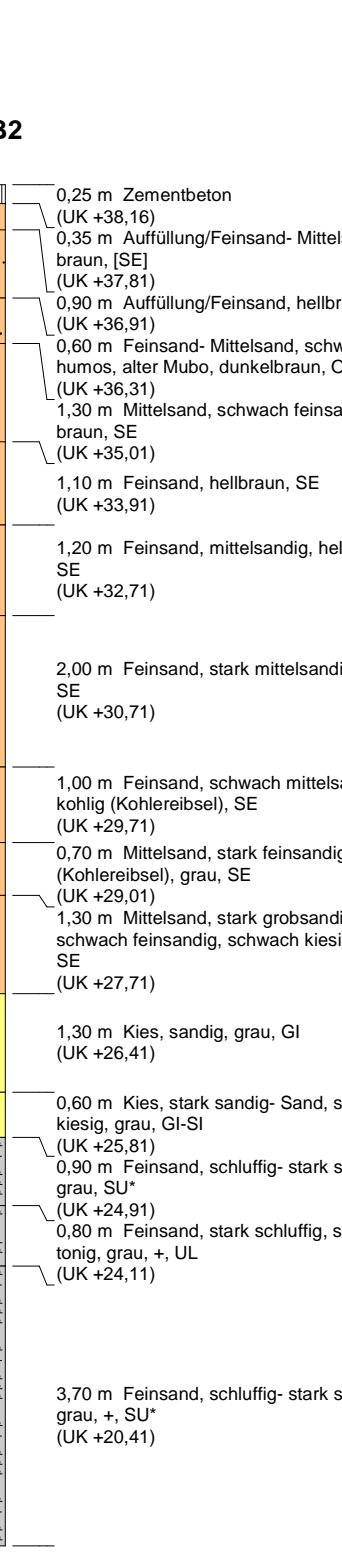 32
0,25 m Zementbeton
(UK +38,16)
0,35 m Auffüllung/Feinsand- Mittels
braun, [SE]
(UK +37,81)
0,90 m Auffüllung/Feinsand, hellbra
(UK +36,91)
0,60 m Feinsand- Mittelsand, schw
humos, alter Mubo, dunkelbraun, O
(UK +36,31)
1,30 m Mittelsand, schwach feinsa
braun, SE
(UK +35,01)
1,10 m Feinsand, hellbraun, SE
(UK +33,91)
1,20 m Feinsand, mittelsandig, hel
SE
(UK +32,71)
2,00 m Feinsand, stark mittelsandi
SE
(UK +30,71)
1,00 m Feinsand, schwach mittelsa
kohlig (Kohlereibsel), SE
(UK +29,71)
0,70 m Mittelsand, stark feinsandig
(Kohlereibsel), grau, SE
(UK +29,01)
1,30 m Mittelsand, stark grobsandi
schwach feinsandig, schwach kiesi
SE
(UK +27,71)
1,30 m Kies, sandig, grau, GI
(UK +26,41)
0,60 m Kies, stark sandig- Sand, s
kiesig, grau, GI-SI
(UK +25,81)
0,90 m Feinsand, schluffig- stark s
grau, SU*
(UK +24,91)
0,80 m Feinsand, stark schluffig, s
tonig, grau, +, UL
(UK +24,11)
3,70 m Feinsand, schluffig- stark s
grau, +, SU*
(UK +20,41)